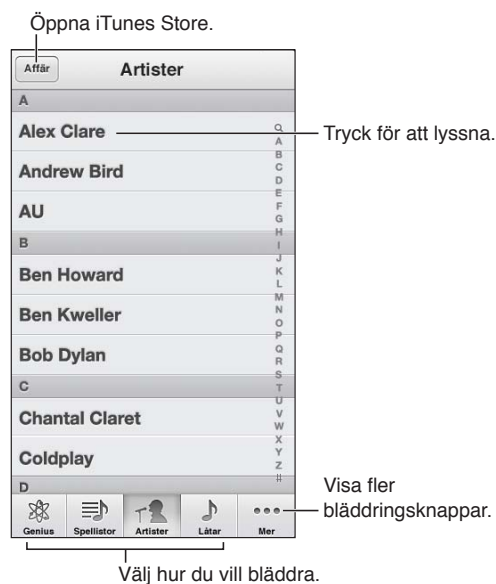 Öppna iTunes Store.
Affär
Artister
A
Alex Clare
Tryck för att lyssna.
Andrew Bird
AU
B
Ben Howard
Ben Kweller
Bob Dylan
C
Chantal Claret
Coldplay
D
A
B
C
D
E
F
G
H
I
J
K
L
M
N
O
P
Q
R
S
T
U
V
W
X
Y
Z
#
Visa fler
bläddringsknappar.
Genius Spellistor Artister Låtar Mer
Välj hur du vill bläddra.